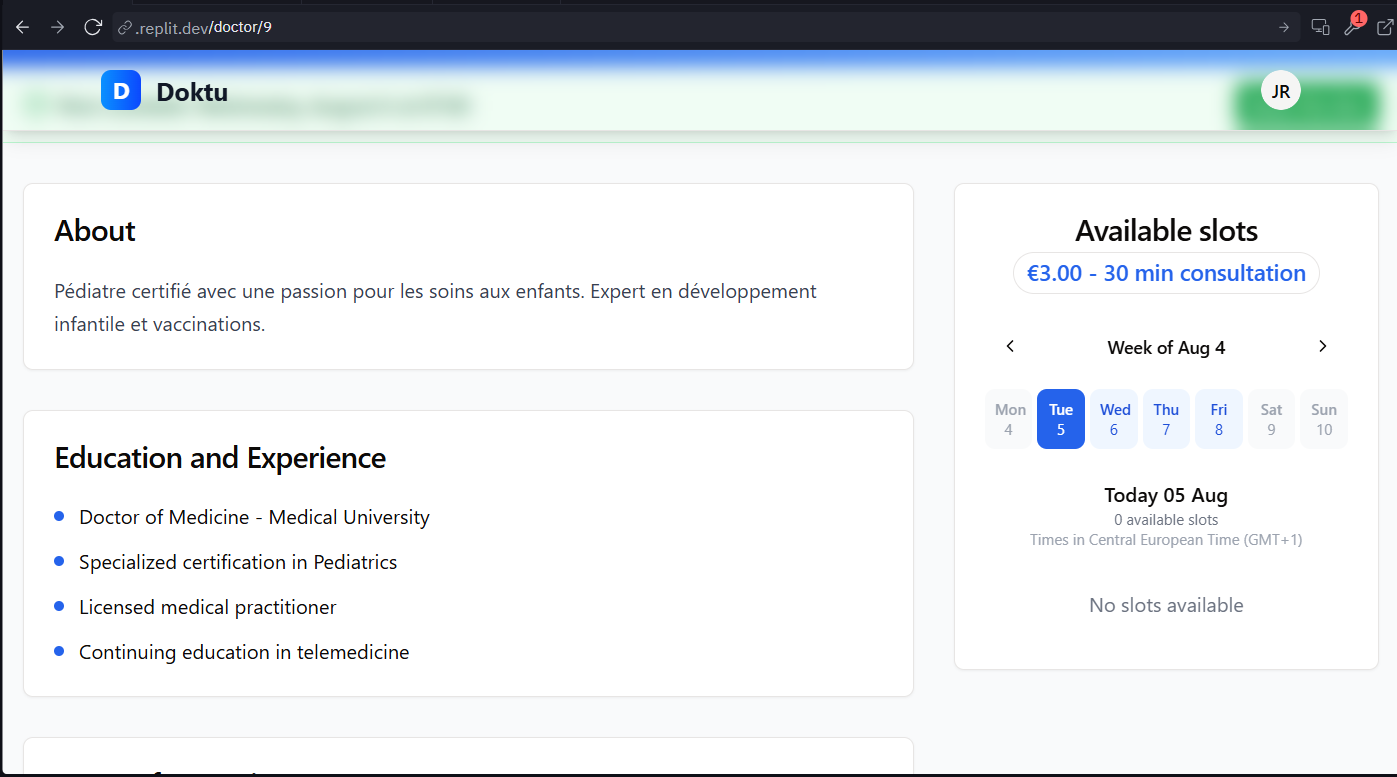 .replit.dev/doctor/9
1
D Doktu
JR
About
Pédiatre certifié avec une passion pour les soins aux enfants. Expert en développement
infantile et vaccinations.
Education and Experience
Doctor of Medicine - Medical University
Specialized certification in Pediatrics
Licensed medical practitioner
Continuing education in telemedicine
Available slots
€3.00 - 30 min consultation
Week of Aug 4
Mon Tue Wed Thu Fri Sat Sun
4 5 6 7 8 9 10
Today 05 Aug
0 available slots
Times in Central European Time (GMT+1)
No slots available